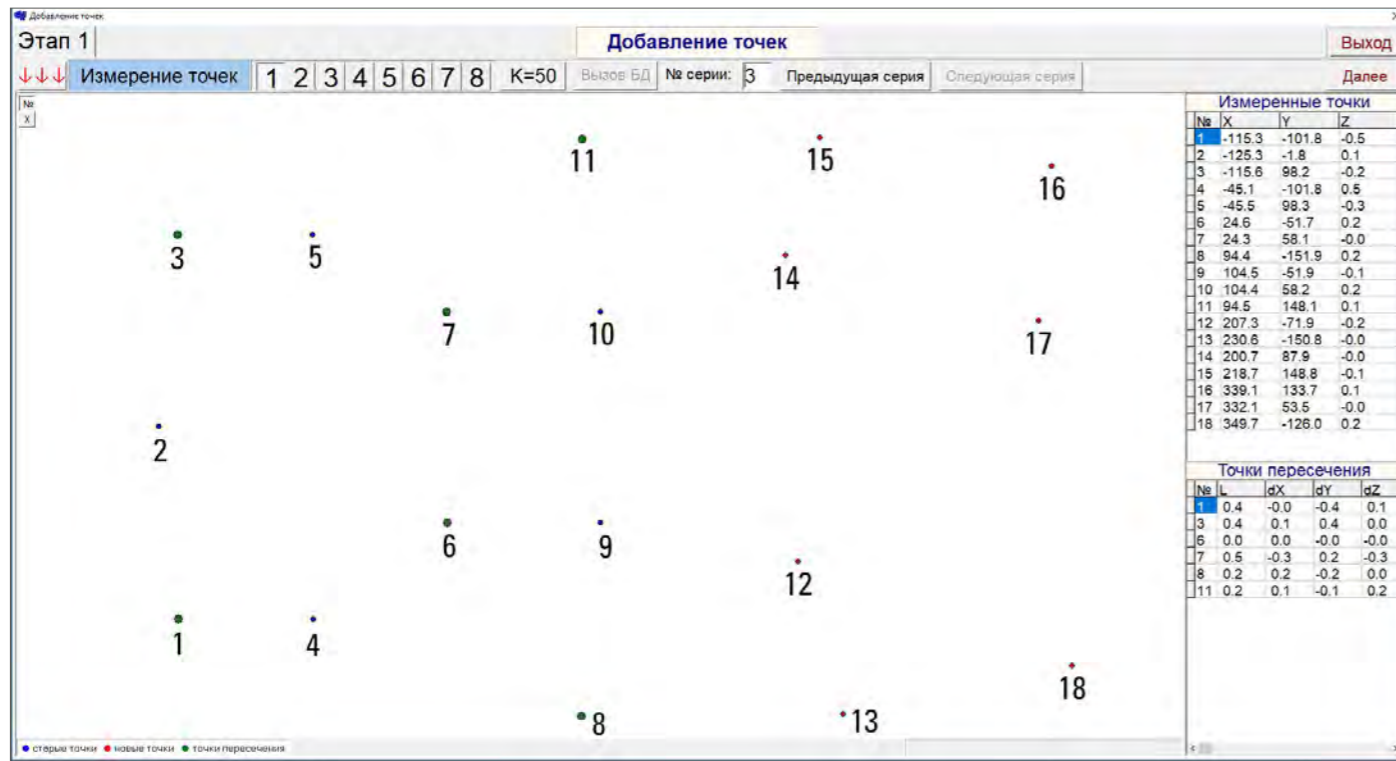 Добавление точек
Этап 1
Добавление точек
Выход
Измерение точек 1 2 3 4 5 6 7 8 K=50 Вызов БД № серии: 3 Предыдущая серия Следующая серия Далее
№
X
11 15
16
3 5
14
7 10 17
2
6 9
12
1 4
18
8 13
старые точки новые точки точки пересечения
Измеренные точки
№ X Y Z
1 -115.3 -101.8 -0.5
2 -125.3 -1.8 0.1
3 -115.6 98.2 -0.2
4 -45.1 -101.8 0.5
5 -45.5 98.3 -0.3
6 24.6 -51.7 0.2
7 24.3 58.1 -0.0
8 94.4 -151.9 0.2
9 104.5 -51.9 -0.1
10 104.4 58.2 0.2
11 94.5 148.1 0.1
12 207.3 -71.9 -0.2
13 230.6 -150.8 -0.0
14 200.7 87.9 -0.0
15 218.7 148.8 -0.1
16 339.1 133.7 0.1
17 332.1 53.5 -0.0
18 349.7 -126.0 0.2
Точки пересечения
№ L dX dY dZ
1 0.4 -0.0 -0.4 0.1
3 0.4 0.1 0.4 0.0
6 0.0 0.0 -0.0 -0.0
7 0.5 -0.3 0.2 -0.3
8 0.2 0.2 -0.2 0.0
11 0.2 0.1 -0.1 0.2